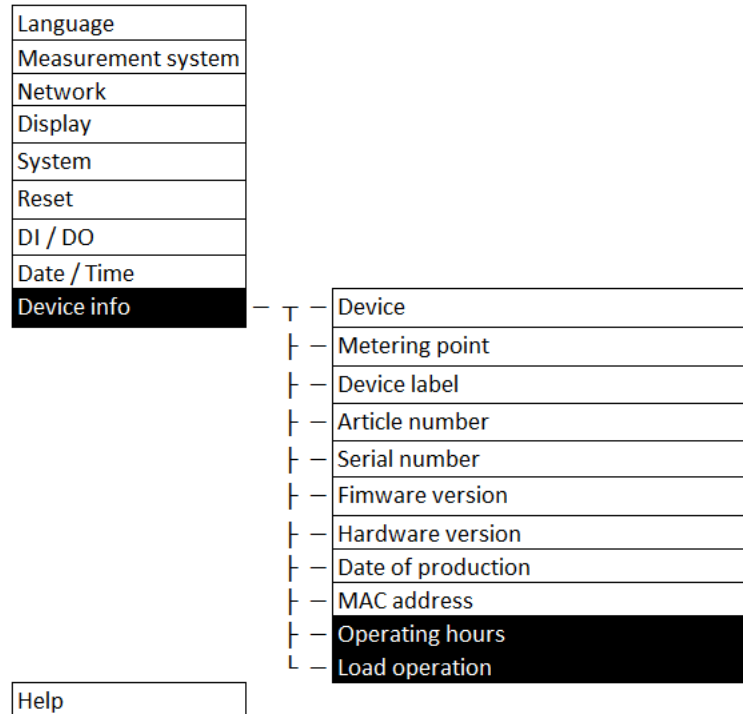 Language
Measurement system
Network
Display
System
Reset
DI / DO
Date / Time
Device info
Device
Metering point
Device label
Article number
Serial number
Fimware version
Hardware version
Date of production
MAC address
Operating hours
Load operation
Help